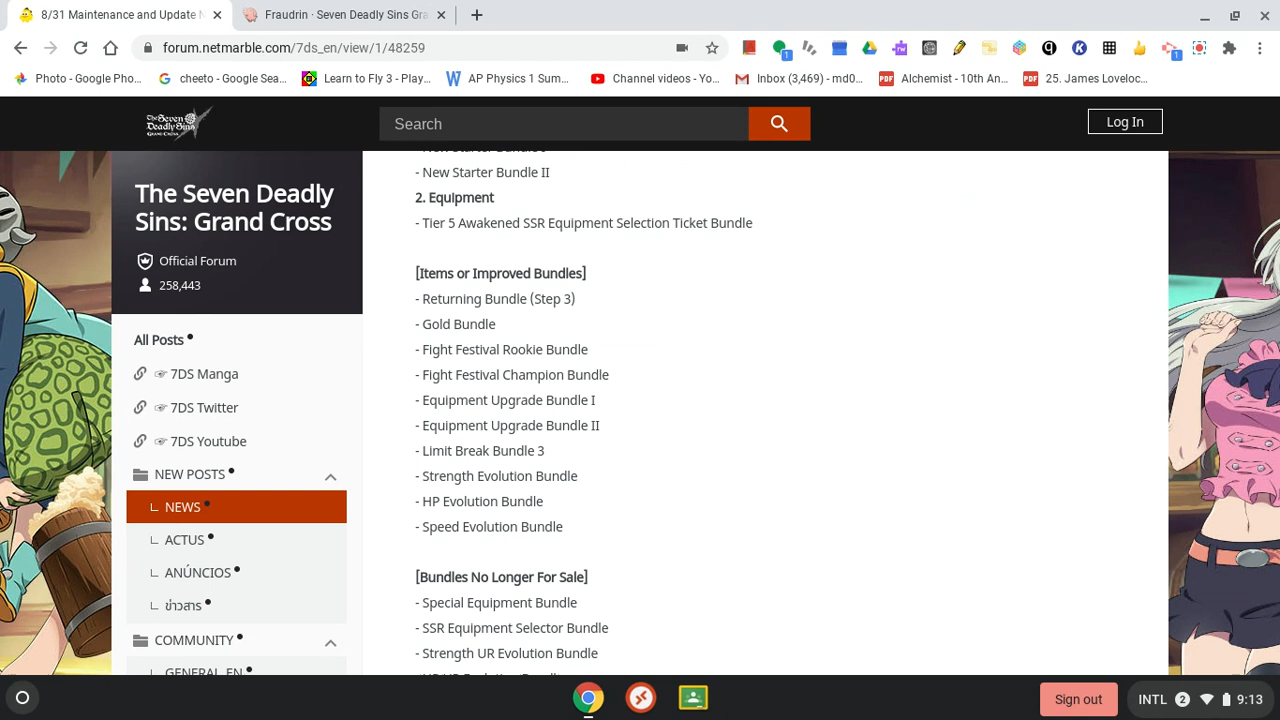 8/31 Maintenance and Update N
Fraudrin · Seven Deadly Sins Gra
forum.netmarble.com/7ds_en/view/1/48259
Photo - Google Pho...
cheeto - Google Sea...
Learn to Fly 3 - Play...
AP Physics 1 Sum...
Channel videos - Yo...
Inbox (3,469) - md0...
Alchemist - 10th An...
25. James Loveloc...
The Seven Deadly Sins
Search
Log In
The Seven Deadly
Sins: Grand Cross
Official Forum
258,443
All Posts
☞ 7DS Manga
☞ 7DS Twitter
☞ 7DS Youtube
NEW POSTS
NEWS
ACTUS
ANÚNCIOS
ข่าวสาร
COMMUNITY
GENERAL_EN
- New Starter Bundle II
2. Equipment
- Tier 5 Awakened SSR Equipment Selection Ticket Bundle
[Items or Improved Bundles]
- Returning Bundle (Step 3)
- Gold Bundle
- Fight Festival Rookie Bundle
- Fight Festival Champion Bundle
- Equipment Upgrade Bundle I
- Equipment Upgrade Bundle II
- Limit Break Bundle 3
- Strength Evolution Bundle
- HP Evolution Bundle
- Speed Evolution Bundle
[Bundles No Longer For Sale]
- Special Equipment Bundle
- SSR Equipment Selector Bundle
- Strength UR Evolution Bundle
Sign out
INTL
2
9:13